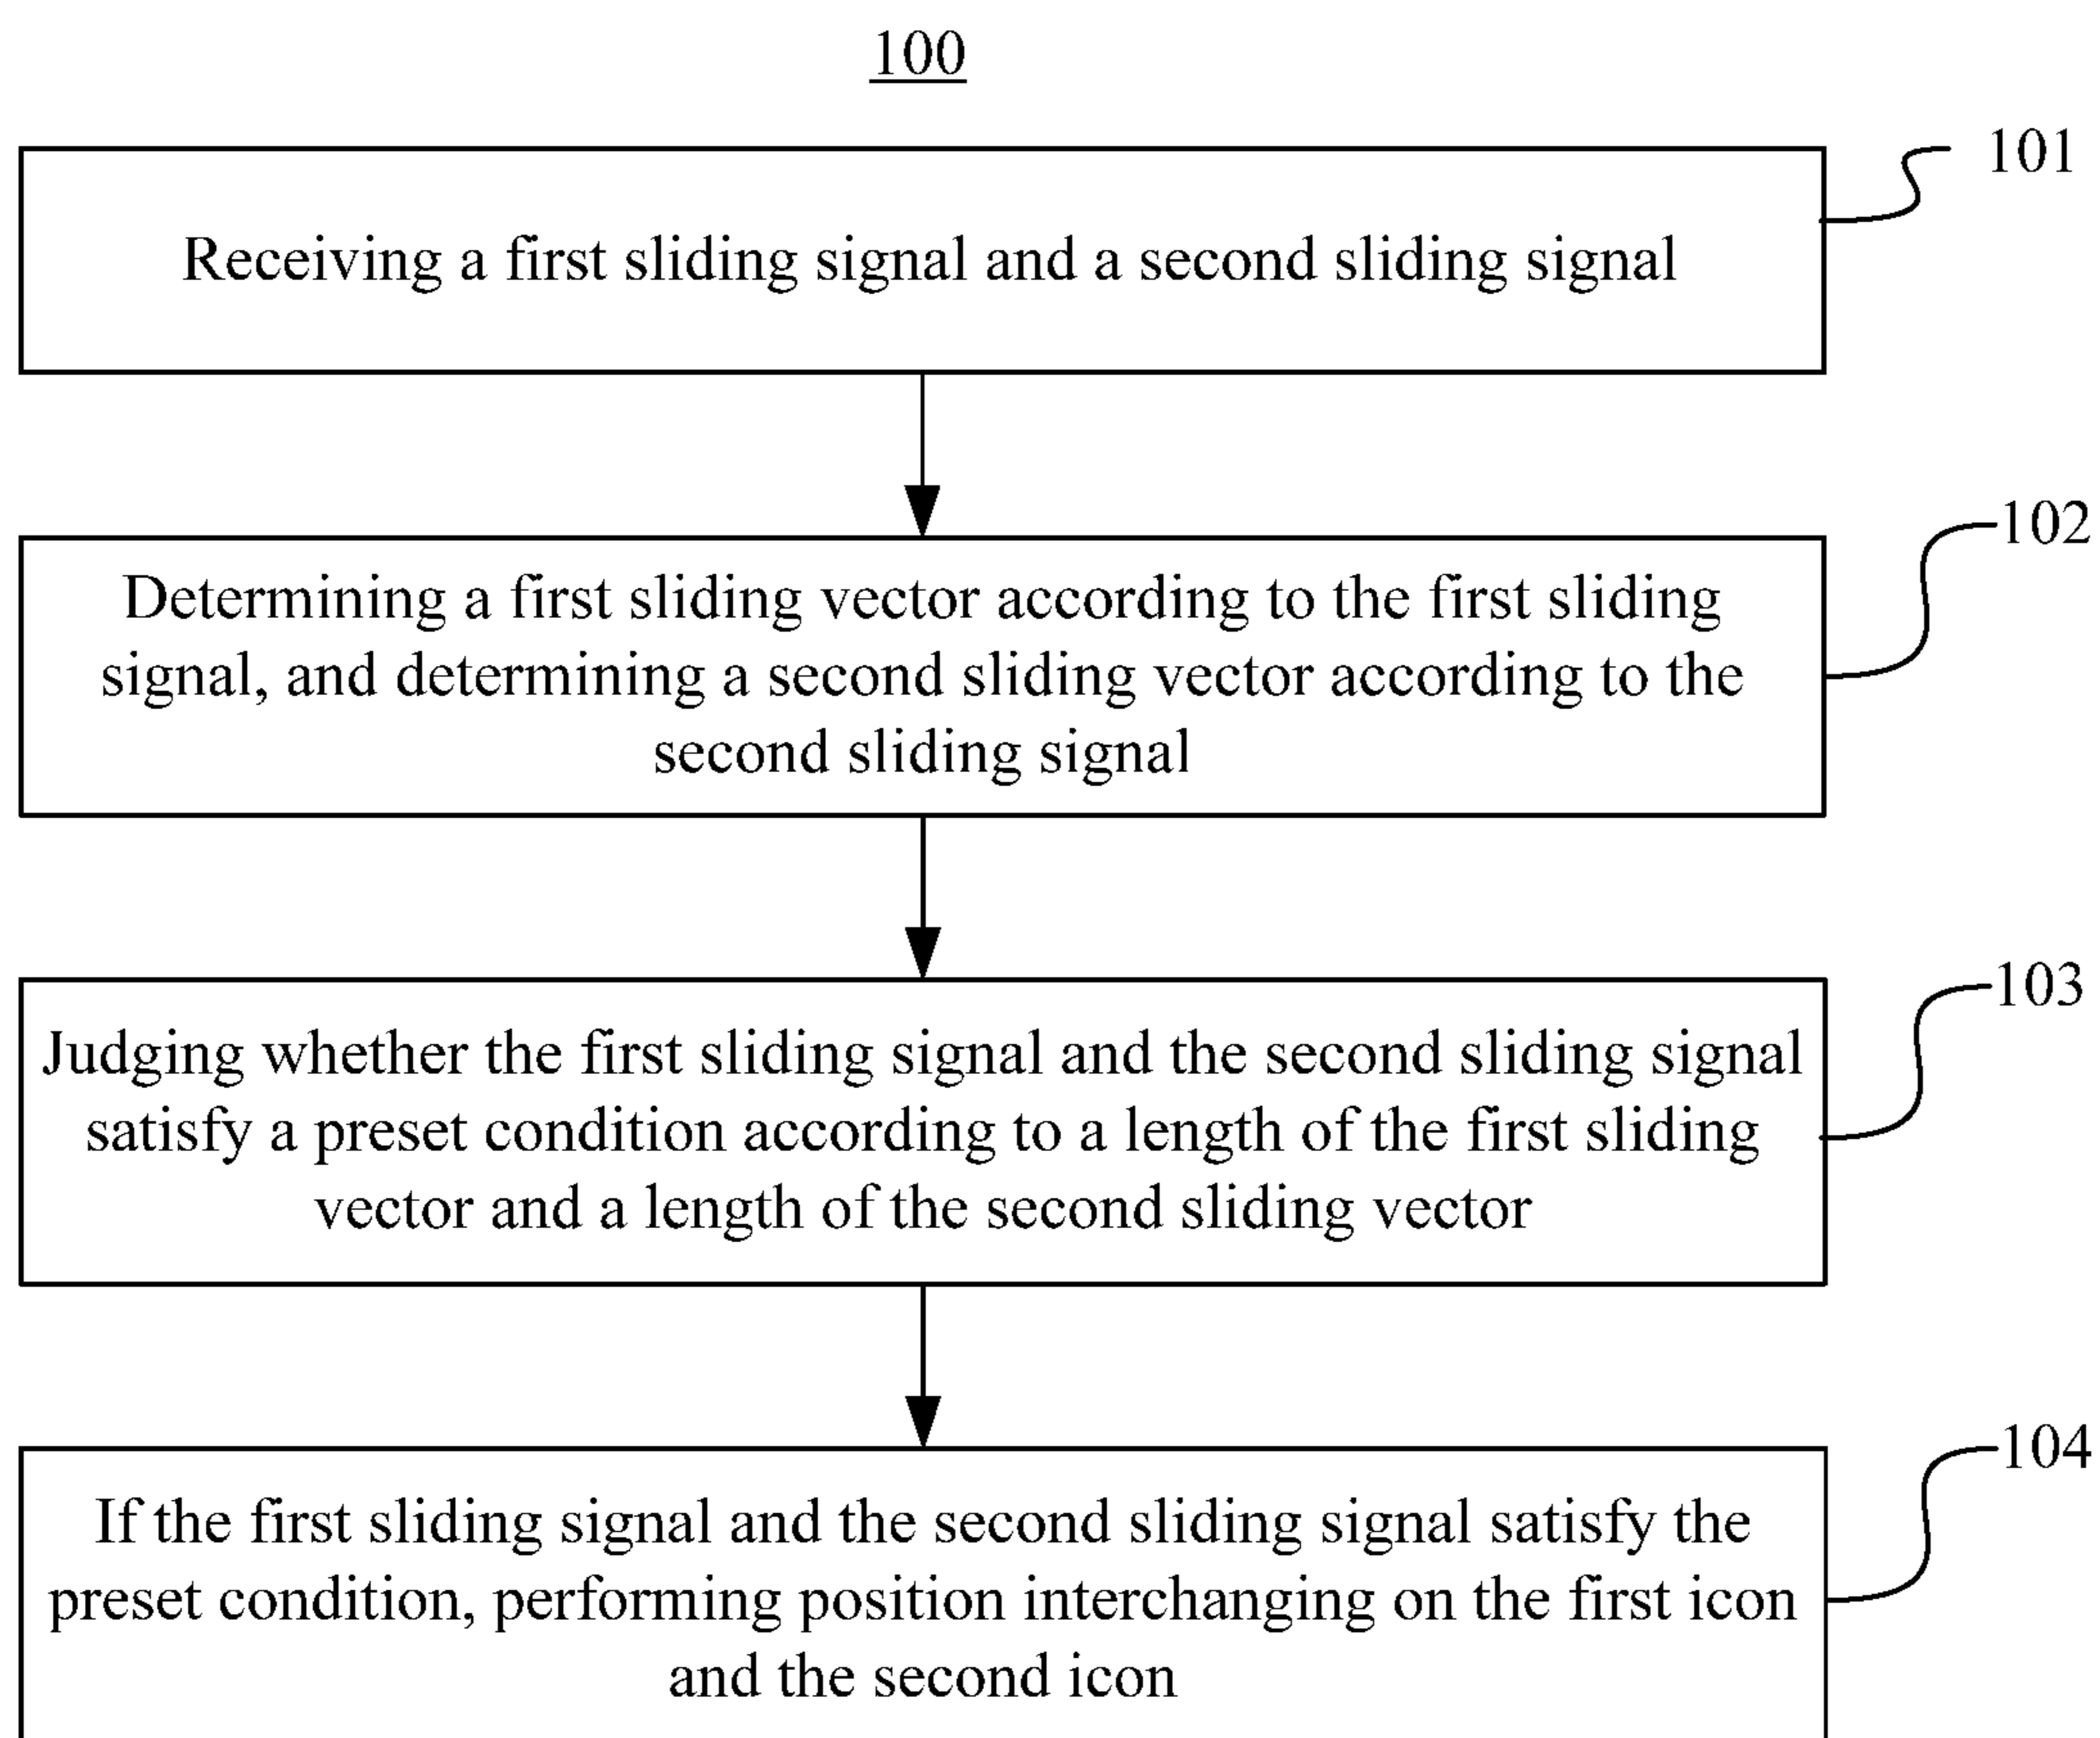 100
101
Receiving a first sliding signal and a second sliding signal
102
Determining a first sliding vector according to the first sliding
signal, and determining a second sliding vector according to the
second sliding signal
103
Judging whether the first sliding signal and the second sliding signal
satisfy a preset condition according to a length of the first sliding
vector and a length of the second sliding vector
104
If the first sliding signal and the second sliding signal satisfy the
preset condition, performing position interchanging on the first icon
and the second icon